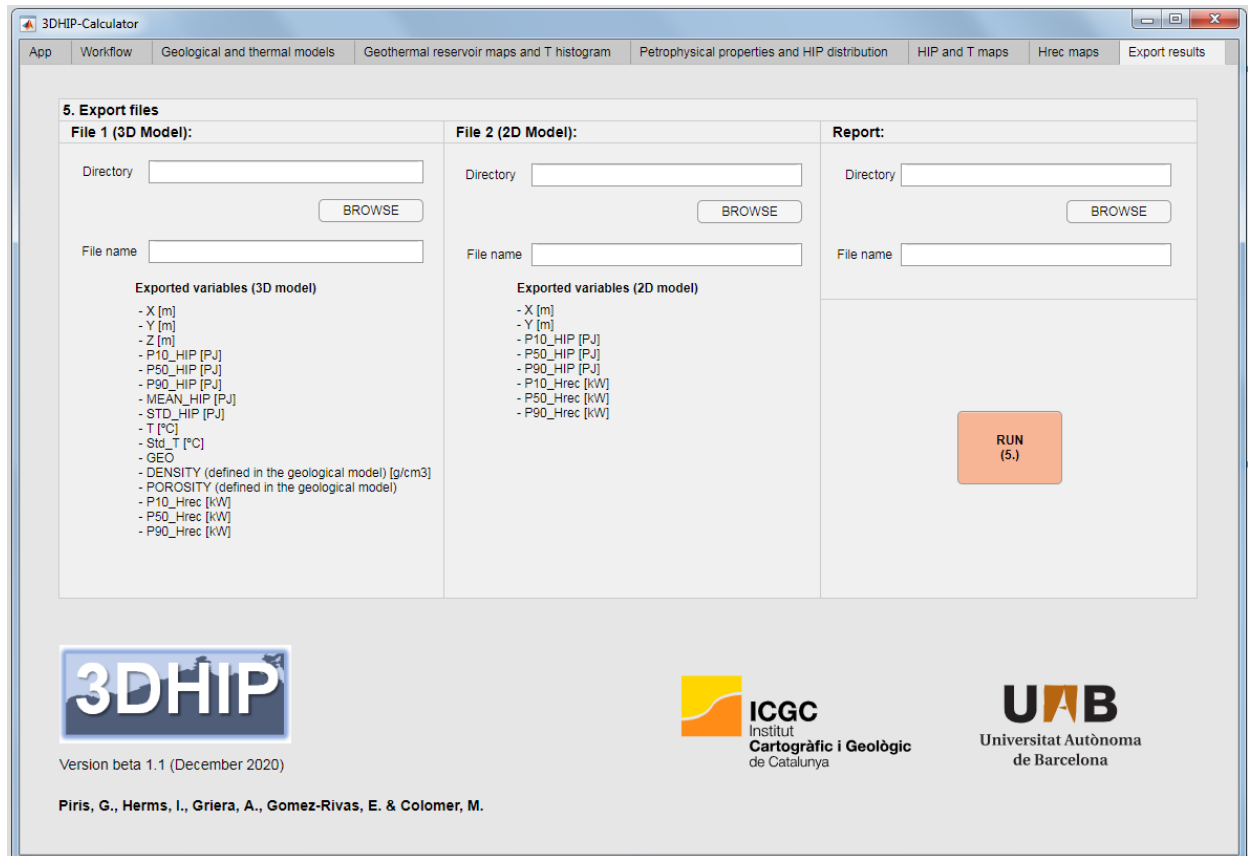 3DHIP-Calculator
App Workflow Geological and thermal models Geothermal reservoir maps and T histogram Petrophysical properties and HIP distribution HIP and T maps Hrec maps Export results
5. Export files
File 1 (3D Model):
Directory
BROWSE
File name
Exported variables (3D model)
- X [m]
- Y [m]
- Z [m]
- P10_HIP [PJ]
- P50_HIP [PJ]
- P90_HIP [PJ]
- MEAN_HIP [PJ]
- STD_HIP [PJ]
- T [ºC]
- Std_T [ºC]
- GEO
- DENSITY (defined in the geological model) [g/cm3]
- POROSITY (defined in the geological model)
- P10_Hrec [kW]
- P50_Hrec [kW]
- P90_Hrec [kW]
File 2 (2D Model):
Directory
BROWSE
File name
Exported variables (2D model)
- X [m]
- Y [m]
- P10_HIP [PJ]
- P50_HIP [PJ]
- P90_HIP [PJ]
- P10_Hrec [kW]
- P50_Hrec [kW]
- P90_Hrec [kW]
Report:
Directory
BROWSE
File name
RUN
(5.)
3DHIP
Version beta 1.1 (December 2020)
Piris, G., Herms, I., Griera, A., Gomez-Rivas, E. & Colomer, M.
ICGC
Institut
Cartogràfic i Geològic
de Catalunya
UAB
Universitat Autònoma
de Barcelona